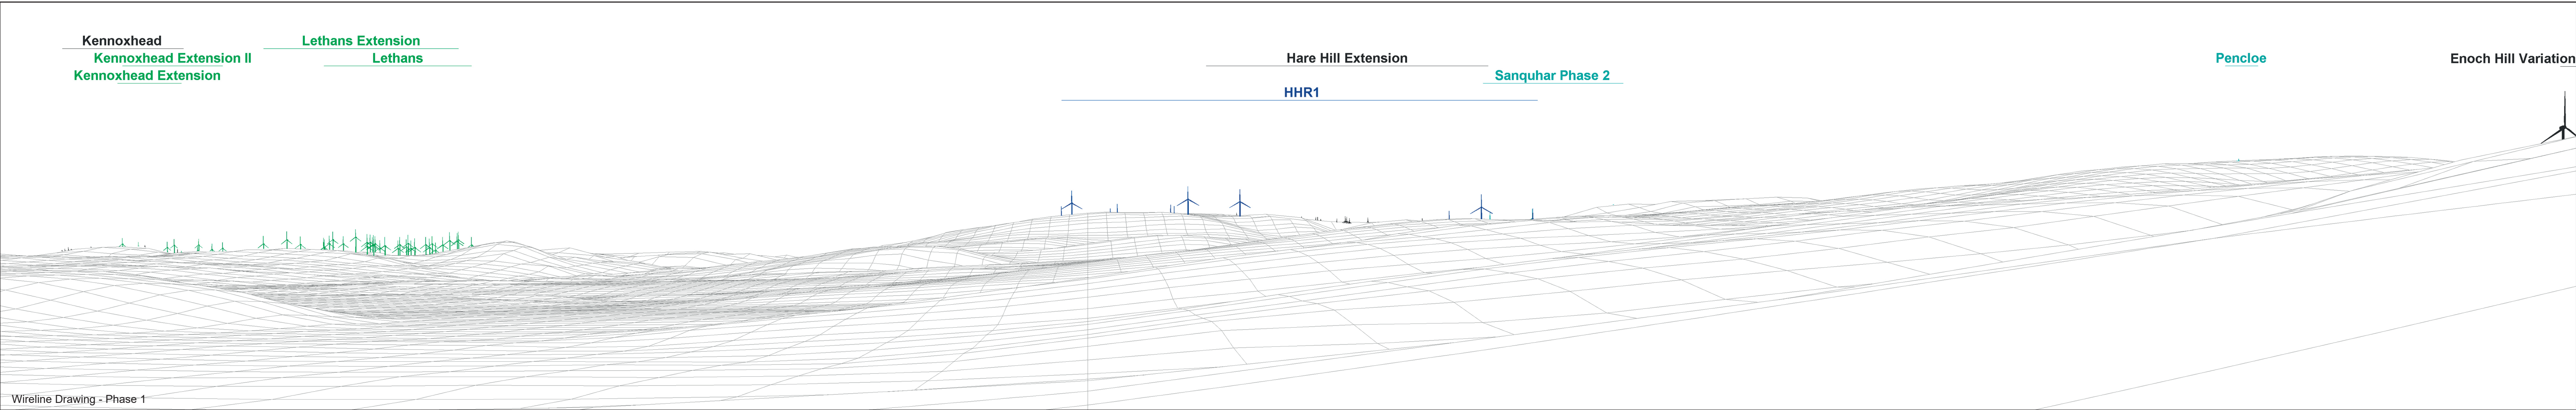 Kennoxhead
Lethans Extension
Kennoxhead Extension II
Lethans
Hare Hill Extension
Pencloe
Enoch Hill Variation
Kennoxhead Extension
Sanquhar Phase 2
HHR1
Wireline Drawing - Phase 1